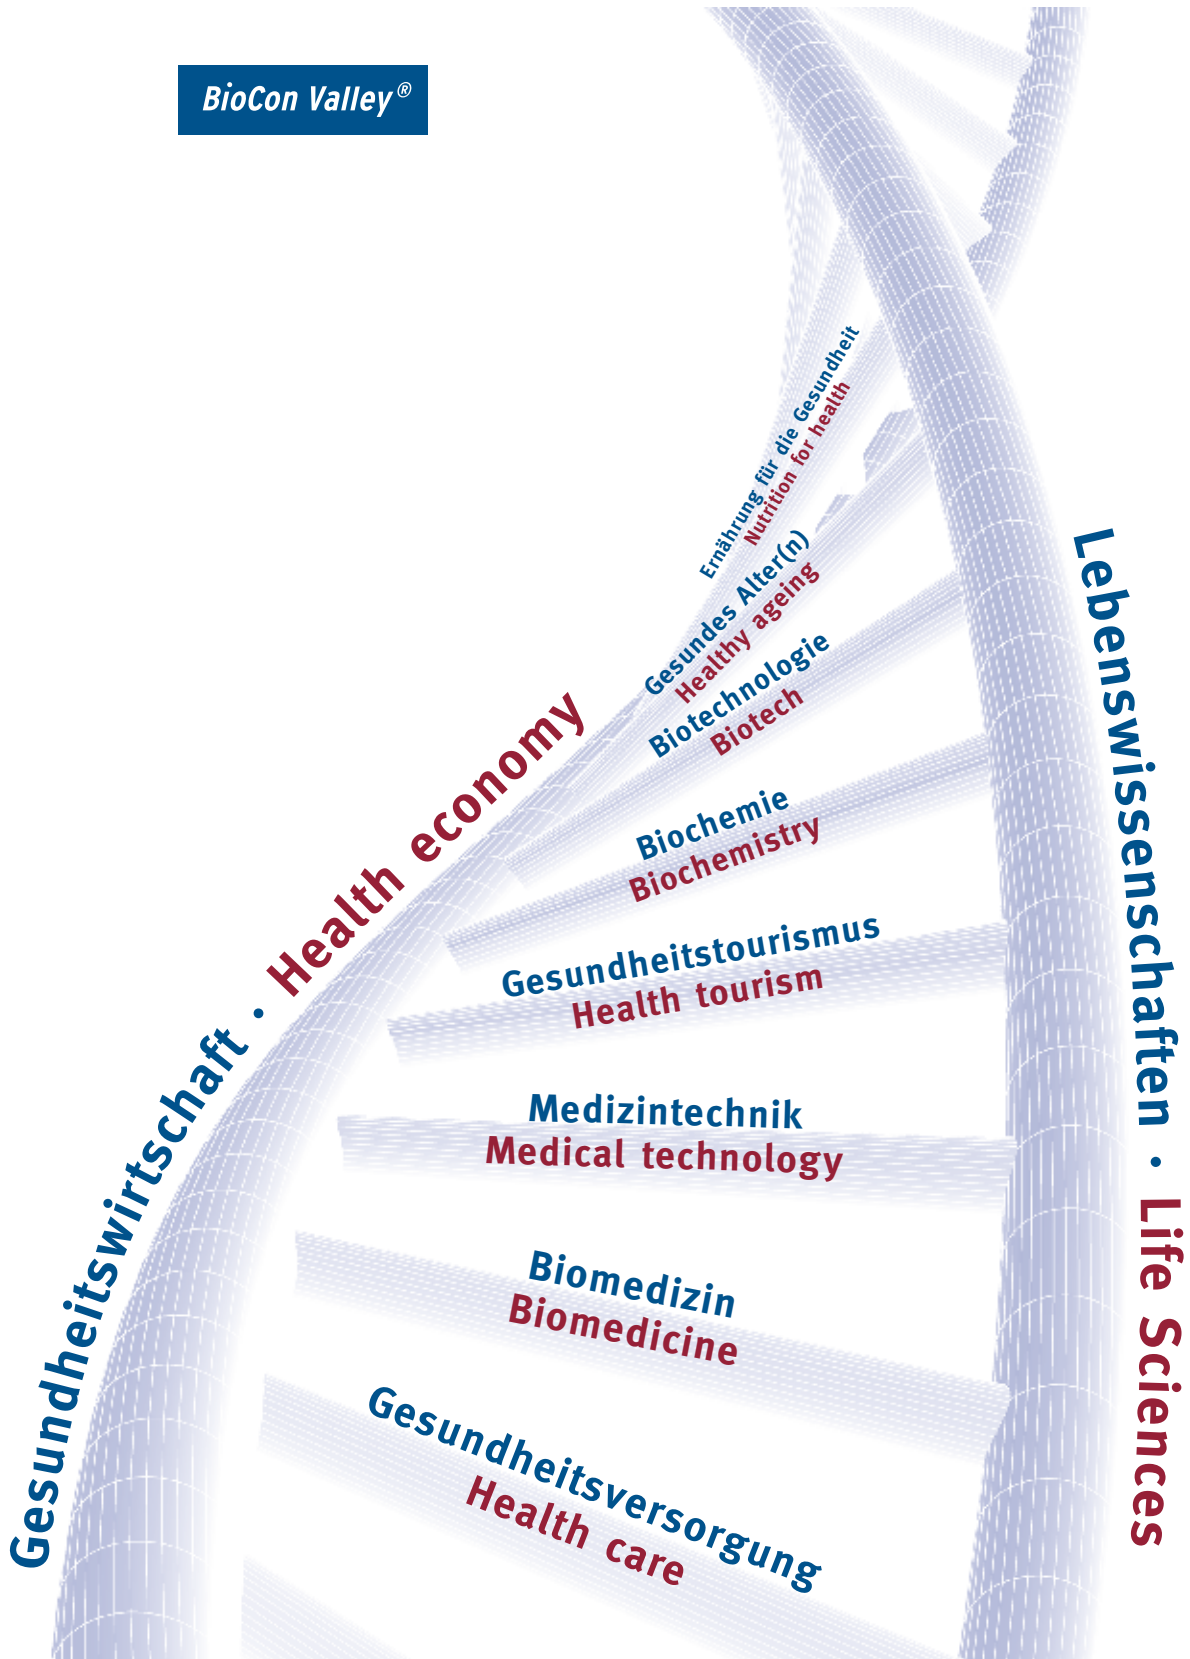 BioCon Valley®
Ernährung für die Gesundheit
Nutrition for health
Gesundes Alter(n)
Healthy ageing
Biotechnologie
Biotech
Biochemie
Biochemistry
Gesundheitstourismus
Health tourism
Medizintechnik
Medical technology
Biomedizin
Biomedicine
Gesundheitsversorgung
Health care
Gesundheitswirtschaft · Health economy
Lebenswissenschaften · Life Sciences